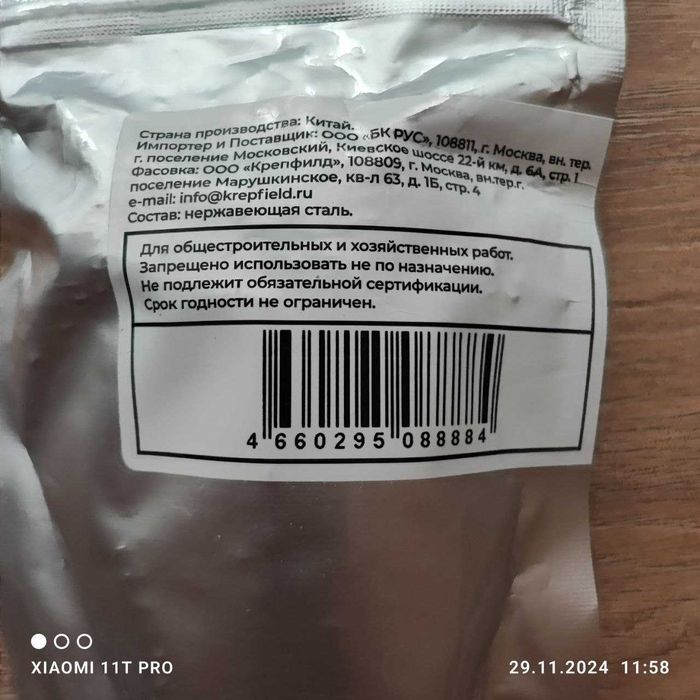 Страна производства: Китай.
Импортер и Поставщик: ООО «БК РУС», 108811, г. Москва, вн. тер.
г. поселение Московский, Киевское шоссе 22-й км, д. 6А, стр. 1
Фасовка: ООО «Крепфилд», 108809, г. Москва, вн.тер.г.
поселение Марушкинское, кв-л 63, д. 1Б, стр. 4
e-mail: info@krepfield.ru
Состав: нержавеющая сталь.
Для общестроительных и хозяйственных работ.
Запрещено использовать не по назначению.
Не подлежит обязательной сертификации.
Срок годности не ограничен.
4 660295 088884
XIAOMI 11T PRO
29.11.2024 11:58